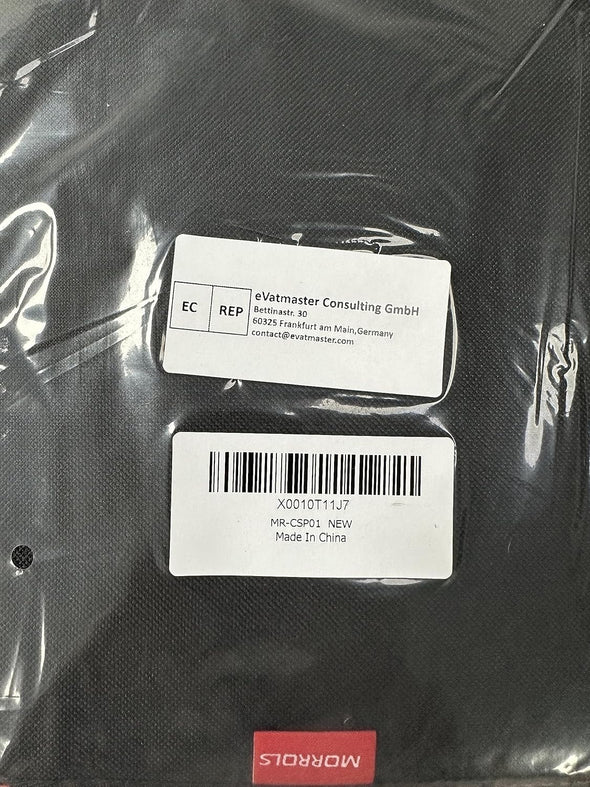 EC REP
eVatmaster Consulting GmbH
Bettinastr. 30
60325 Frankfurt am Main,Germany
contact@evatmaster.com
X0010T11J7
MR-CSP01 NEW
Made In China
MORROLS